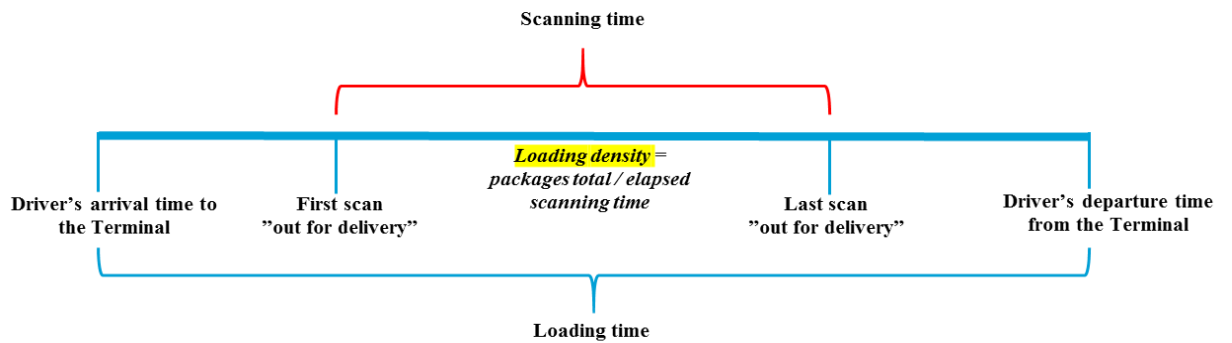 Scanning time
Loading density =
packages total / elapsed
scanning time
Driver's arrival time to
the Terminal
First scan
”out for delivery”
Last scan
”out for delivery”
Driver's departure time
from the Terminal
Loading time